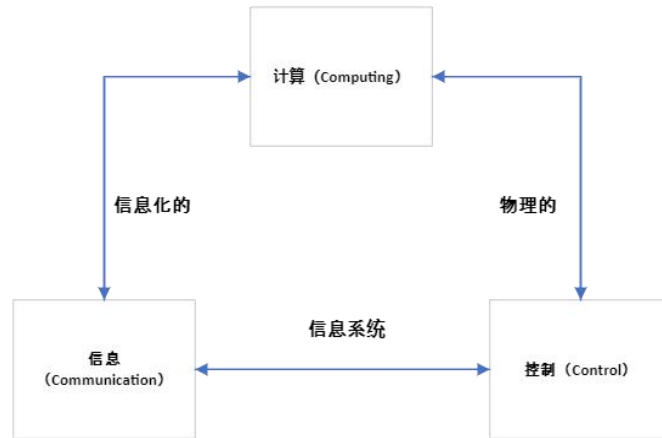 计算（Computing）
信息化的
物理的
信息系统
信息
（Communication）
控制（Control）